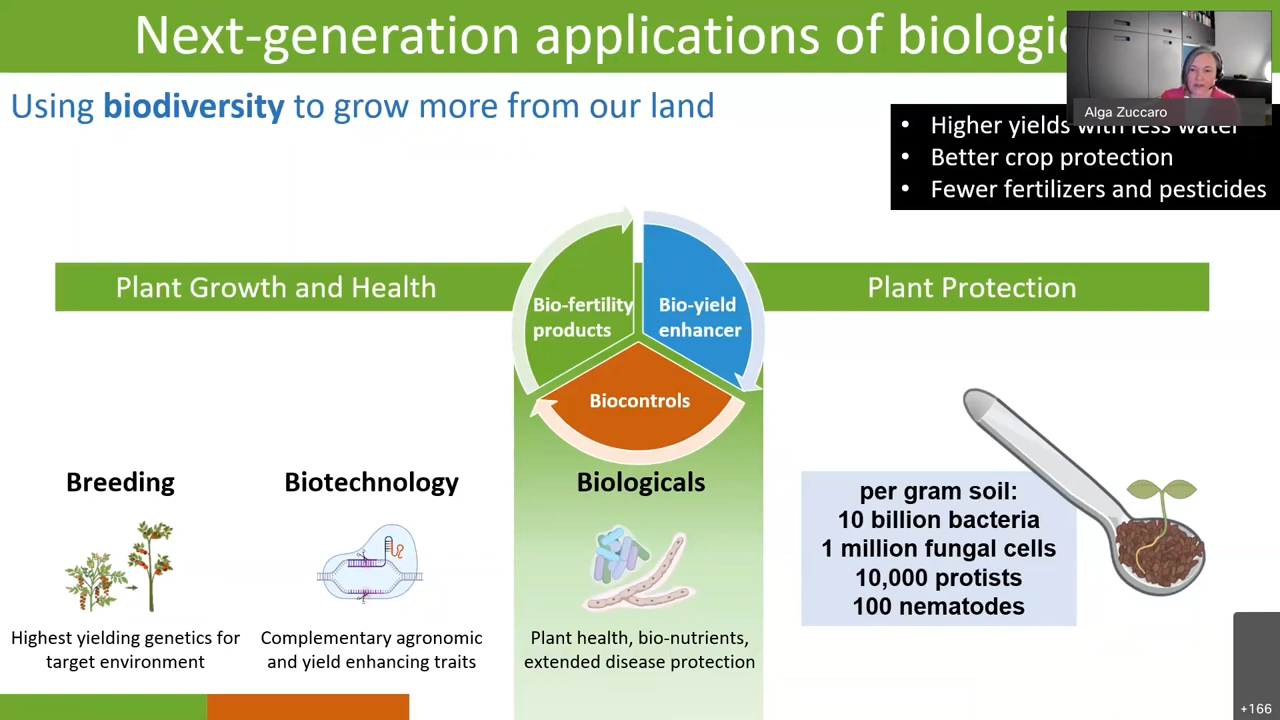 Next-generation applications of
Alga Zuccaro
Using biodiversity to grow more from our land
• Higher yields with less water
• Better crop protection
• Fewer fertilizers and pesticides
Plant Growth and Health
Plant Protection
Bio-fertility
products
Bio-yield
enhancer
Biocontrols
Breeding
Highest yielding genetics for
target environment
Biotechnology
Complementary agronomic
and yield enhancing traits
Biologicals
Plant health, bio-nutrients,
extended disease protection
per gram soil:
10 billion bacteria
1 million fungal cells
10,000 protists
100 nematodes
+166